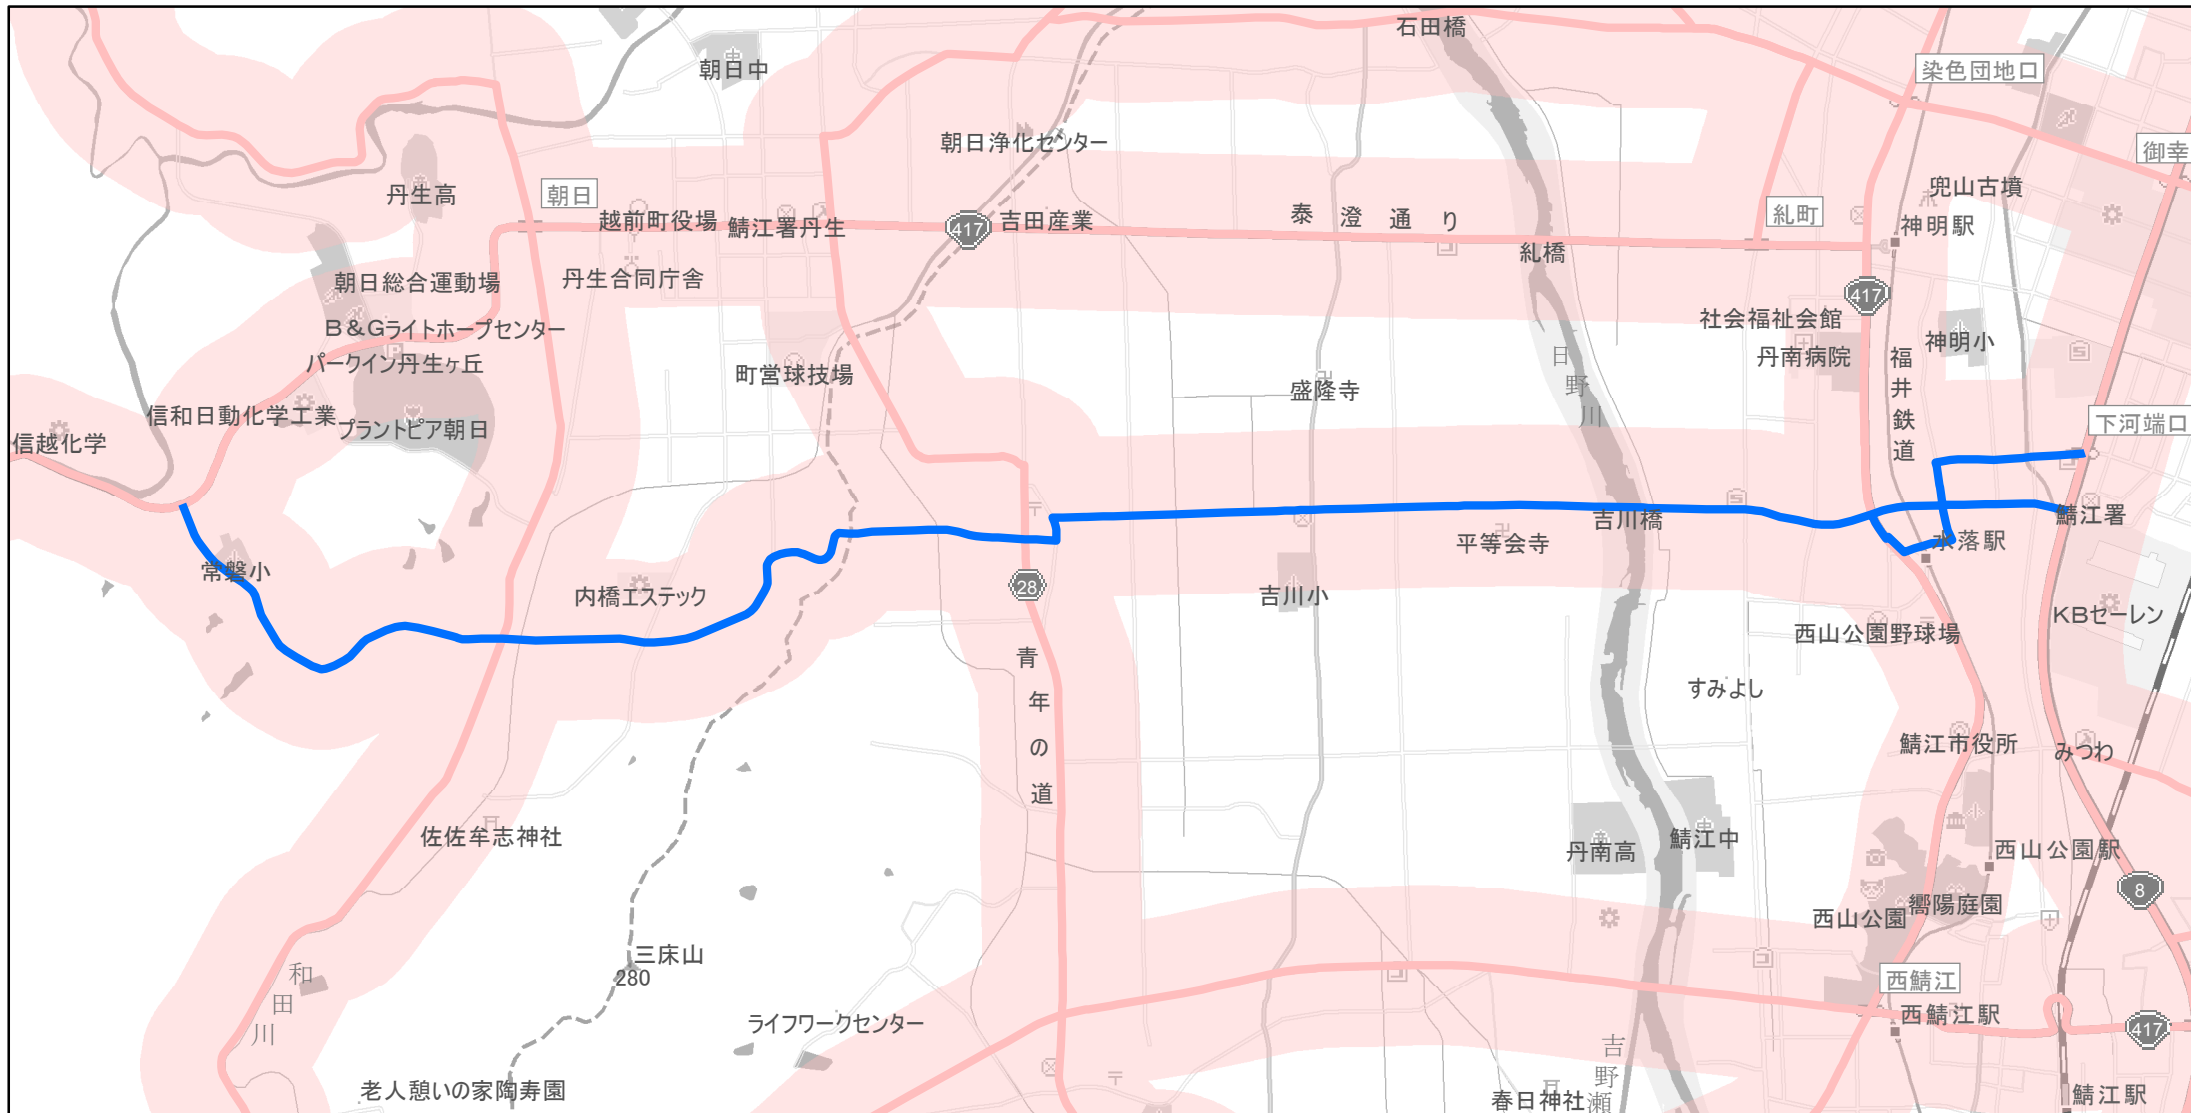 石田橋
朝日中
染色団地口
朝日浄化センター
御幸
丹生高
朝日
越前町役場
鯖江署丹生
417
吉田産業
泰澄通り
糺町
兜山古墳
神明駅
糺橋
朝日総合運動場
丹生合同庁舎
417
社会福祉会館
B&Gライトホープセンター
神明小
パークイン丹生ヶ丘
丹南病院
福井鉄道
町営球技場
日野川
盛隆寺
信和日動化学工業
プラントピア朝日
信越化学
下河端口
吉川橋
鯖江署
平等会寺
水落駅
常磐小
内橋エステック
28
吉川小
KBセーレン
西山公園野球場
青年の道
すみよし
鯖江市役所
みつわ
佐佐牟志神社
丹南高
鯖江中
西山公園駅
8
嚮陽庭園
西山公園
三床山
280
和田川
西鯖江
ライフワークセンター
西鯖江駅
417
吉野瀬
老人憩いの家陶寿園
春日神社
鯖江駅